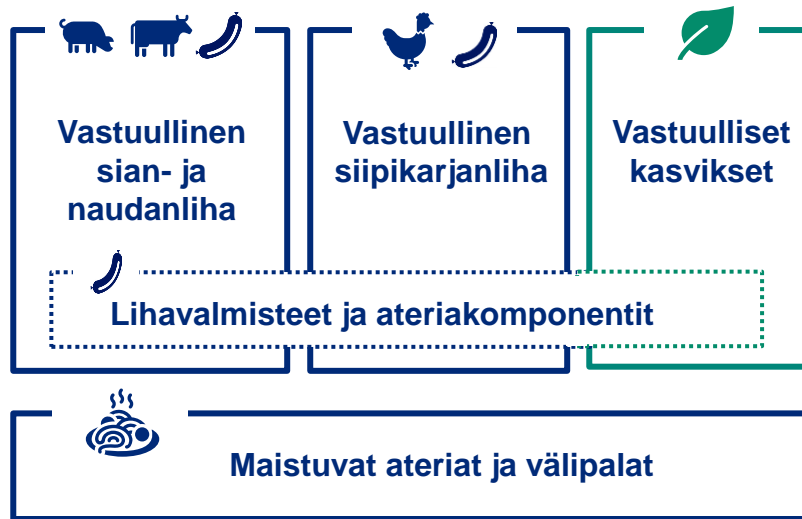 Vastuullinen
sian- ja
naudanliha
Vastuullinen
siipikarjanliha
Vastuulliset
kasvikset
Lihavalmisteet ja ateriakomponentit
Maistuvat ateriat ja välipalat